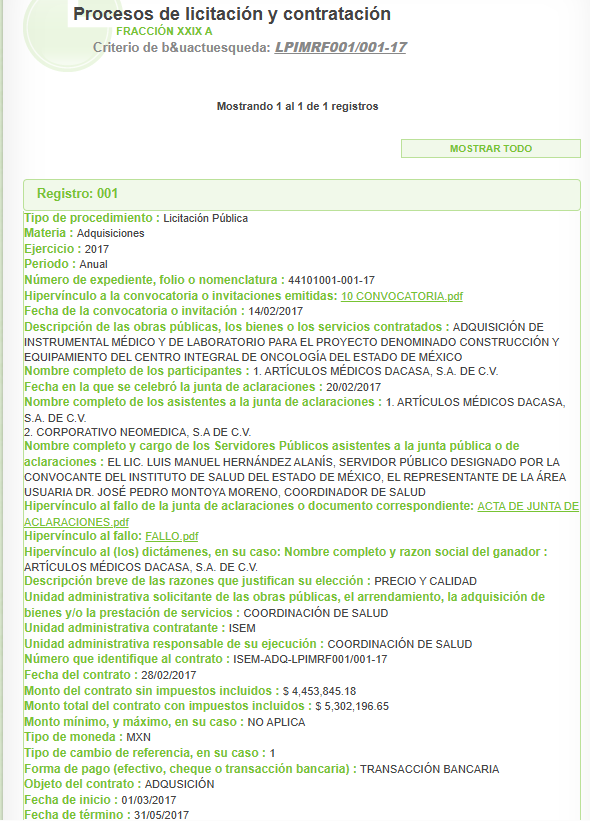 Procesos de licitación y contratación
FRACCIÓN XXIX A
Criterio de b&uactuesqueda: LPIMRF001/001-17
Mostrando 1 al 1 de 1 registros
MOSTRAR TODO
Registro: 001
Tipo de procedimiento : Licitación Pública
Materia : Adquisiciones
Ejercicio : 2017
Periodo : Anual
Número de expediente, folio o nomenclatura : 44101001-001-17
Hipervínculo a la convocatoria o invitaciones emitidas: 10 CONVOCATORIA.pdf
Fecha de la convocatoria o invitación : 14/02/2017
Descripción de las obras públicas, los bienes o los servicios contratados : ADQUISICIÓN DE
INSTRUMENTAL MÉDICO Y DE LABORATORIO PARA EL PROYECTO DENOMINADO CONSTRUCCIÓN Y
EQUIPAMIENTO DEL CENTRO INTEGRAL DE ONCOLOGÍA DEL ESTADO DE MÉXICO
Nombre completo de los participantes : 1. ARTÍCULOS MÉDICOS DACASA, S.A. DE C.V.
Fecha en la que se celebró la junta de aclaraciones : 20/02/2017
Nombre completo de los asistentes a la junta de aclaraciones : 1. ARTÍCULOS MÉDICOS DACASA,
S.A. DE C.V.
2. CORPORATIVO NEOMEDICA, S.A DE C.V.
Nombre completo y cargo de los Servidores Públicos asistentes a la junta pública o de
aclaraciones : EL LIC. LUIS MANUEL HERNÁNDEZ ALANÍS, SERVIDOR PÚBLICO DESIGNADO POR LA
CONVOCANTE DEL INSTITUTO DE SALUD DEL ESTADO DE MÉXICO, EL REPRESENTANTE DE LA ÁREA
USUARIA DR. JOSÉ PEDRO MONTOYA MORENO, COORDINADOR DE SALUD
Hipervínculo al fallo de la junta de aclaraciones o documento correspondiente: ACTA DE JUNTA DE
ACLARACIONES.pdf
Hipervínculo al fallo: FALLO.pdf
Hipervínculo al (los) dictámenes, en su caso: Nombre completo y razon social del ganador :
ARTÍCULOS MÉDICOS DACASA, S.A. DE C.V.
Descripción breve de las razones que justifican su elección : PRECIO Y CALIDAD
Unidad administrativa solicitante de las obras públicas, el arrendamiento, la adquisición de
bienes y/o la prestación de servicios : COORDINACIÓN DE SALUD
Unidad administrativa contratante : ISEM
Unidad administrativa responsable de su ejecución : COORDINACIÓN DE SALUD
Número que identifique al contrato : ISEM-ADQ-LPIMRF001/001-17
Fecha del contrato : 28/02/2017
Monto del contrato sin impuestos incluidos : $ 4,453,845.18
Monto total del contrato con impuestos incluidos : $ 5,302,196.65
Monto mínimo, y máximo, en su caso : NO APLICA
Tipo de moneda : MXN
Tipo de cambio de referencia, en su caso : 1
Forma de pago (efectivo, cheque o transacción bancaria) : TRANSACCIÓN BANCARIA
Objeto del contrato : ADQUSICIÓN
Fecha de inicio : 01/03/2017
Fecha de término : 31/05/2017